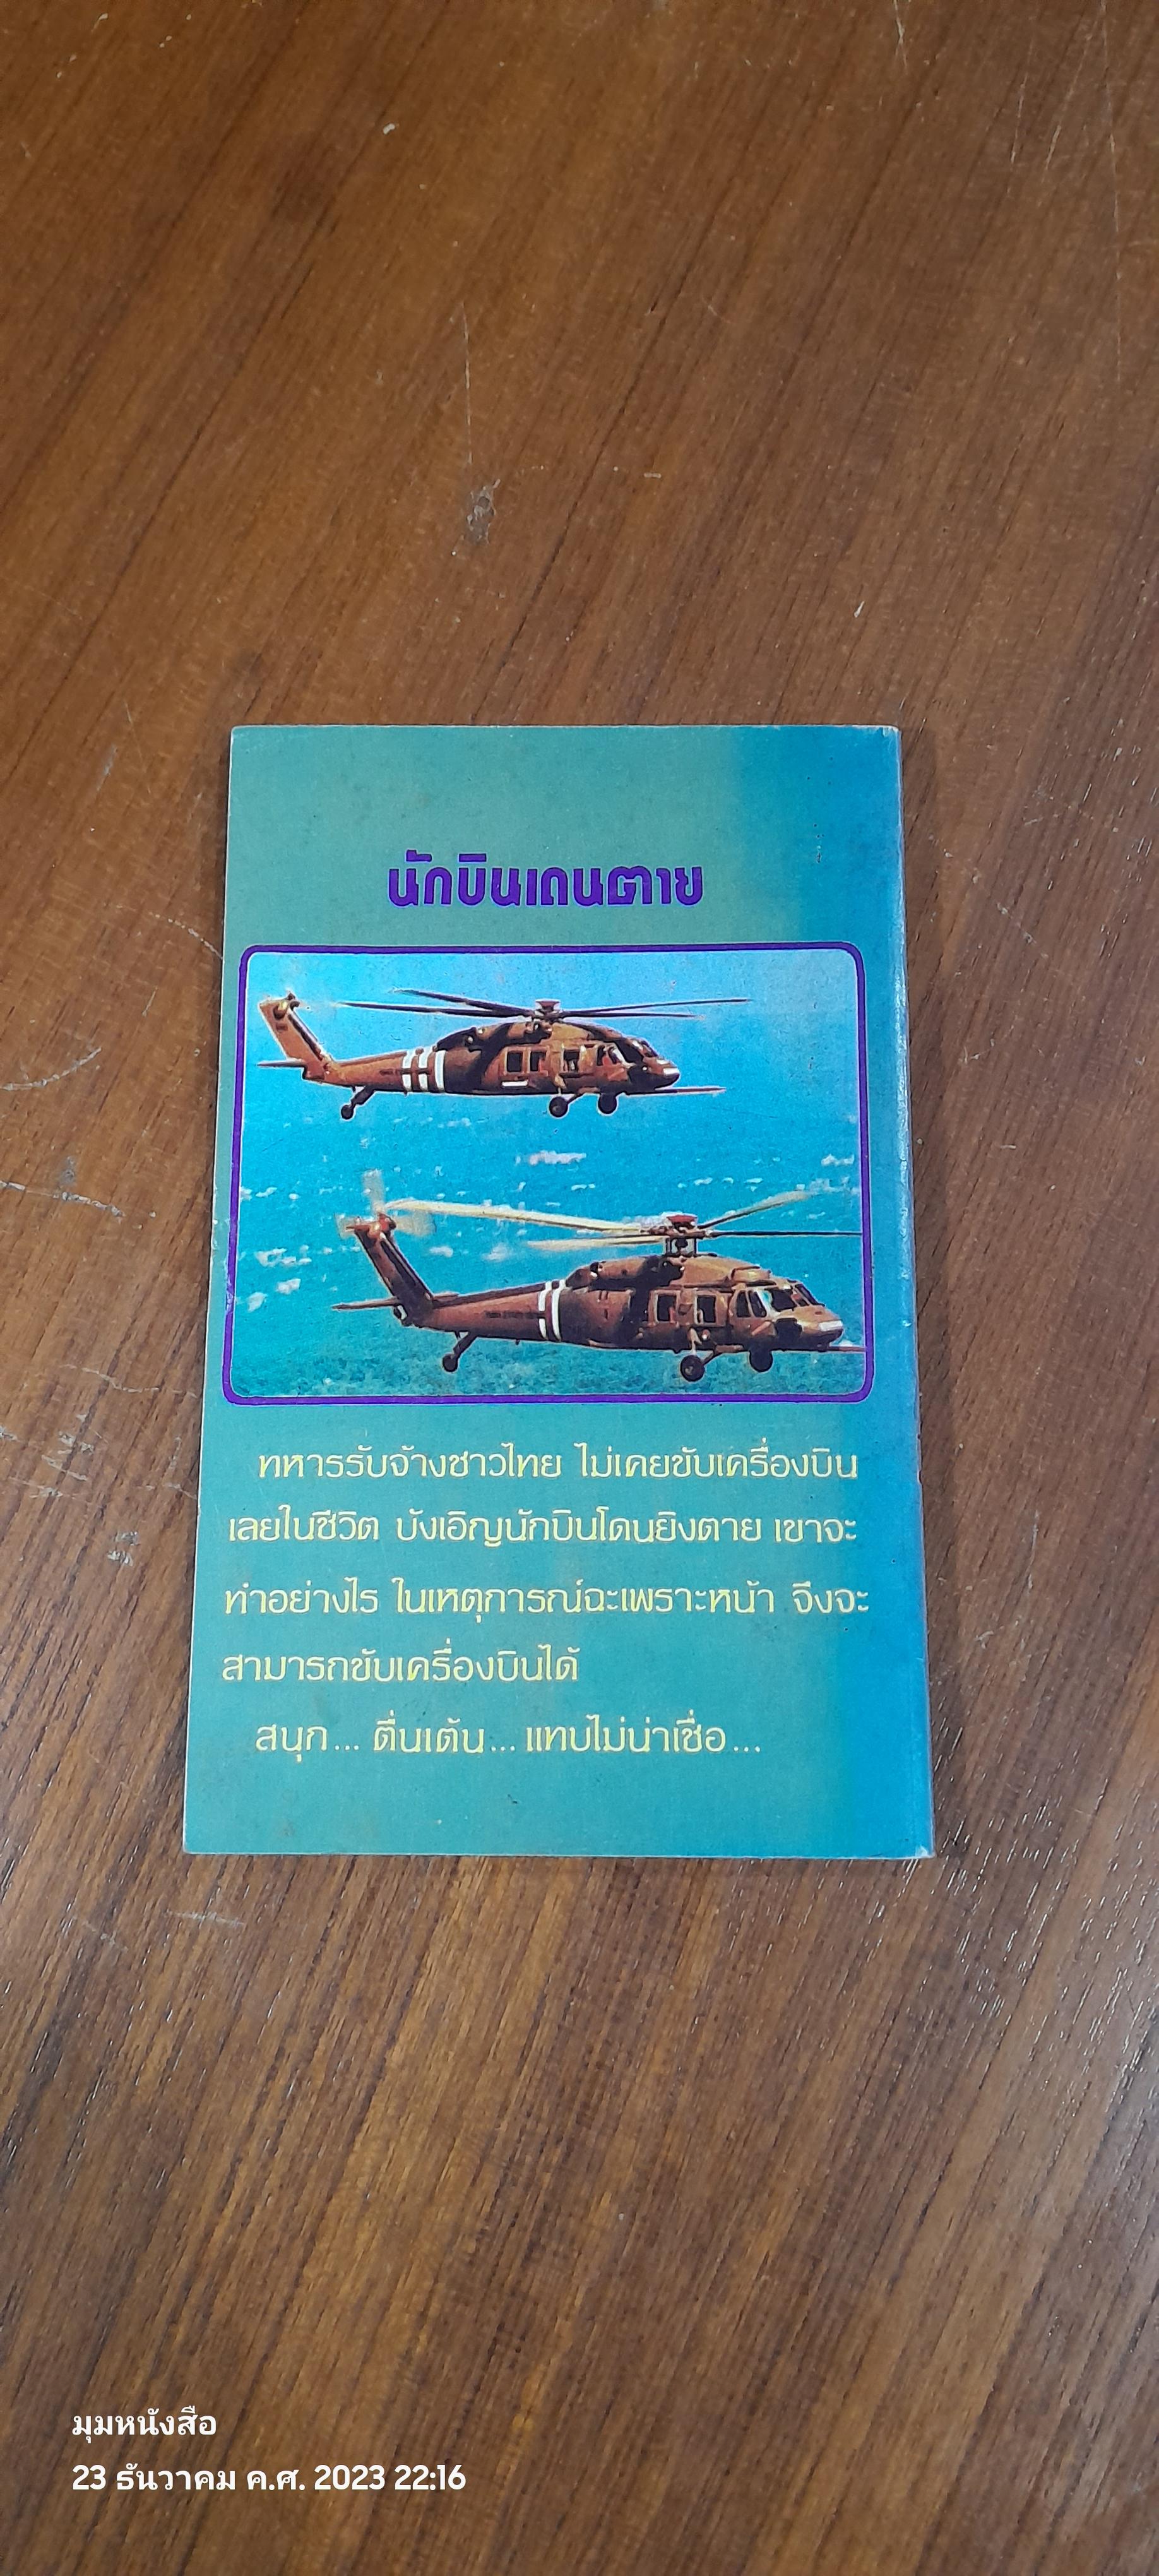 นักบินเดนตาย
ทหารรับจ้างชาวไทย ไม่เคยขับเครื่องบิน
เลยในชีวิต บังเอิญนักบินโดนยิงตาย เขาจะ
ทำอย่างไร ในเหตุการณ์ฉะเพราะหน้า จึงจะ
สามารถขับเครื่องบินได้
สนุก... ตื่นเต้น... แทบไม่น่าเชื่อ...
มุมหนังสือ
23 ธันวาคม ค.ศ. 2023 22:16